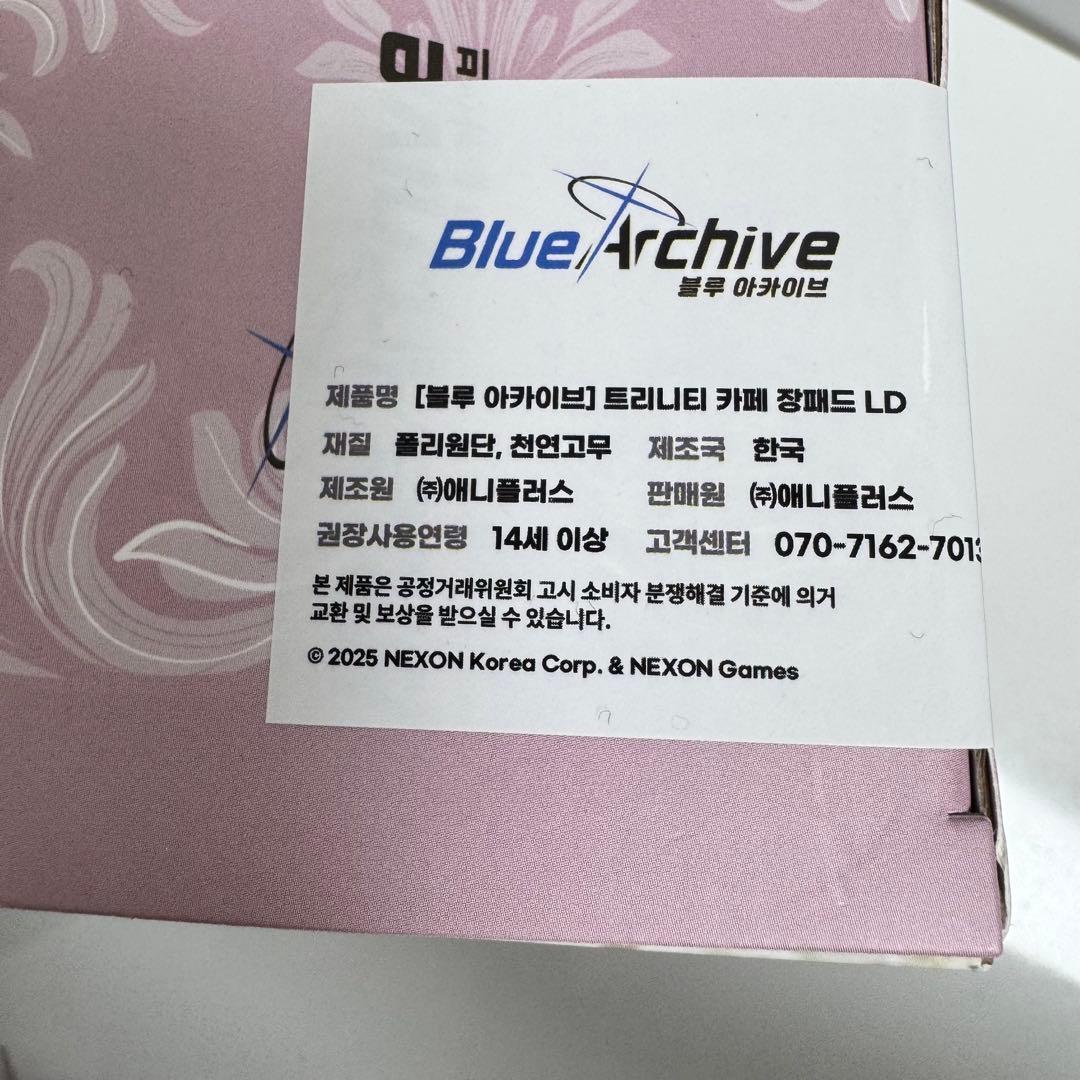 Blue Archive
블루 아카이브
제품명 [블루 아카이브] 트리니티 카페 장패드 LD
재질 폴리원단, 천연고무 제조국 한국
제조원 ㈜애니플러스 판매원 ㈜애니플러스
권장사용연령 14세 이상 고객센터 070-7162-7013
본 제품은 공정거래위원회 고시 소비자 분쟁해결 기준에 의거
교환 및 보상을 받으실 수 있습니다.
© 2025 NEXON Korea Corp. & NEXON Games